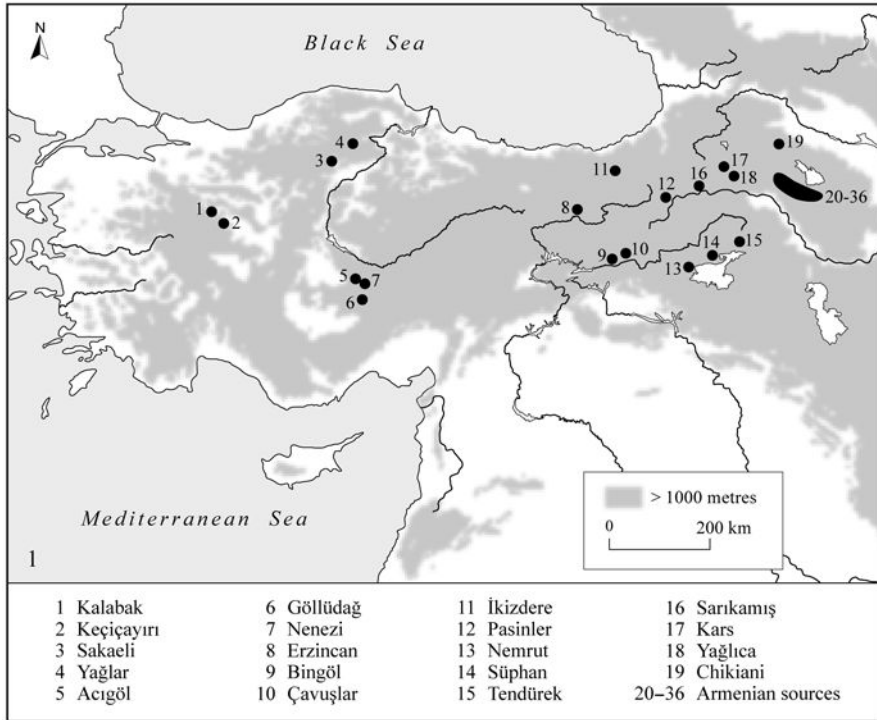 N
Black Sea
4
3
19
17
11
16
18
12
20-36
1
2
8
15
14
10
9
13
5
7
6
> 1000 metres
0 200 km
Mediterranean Sea
1
1 Kalabak 6 Göllüdağ 11 İkizdere 16 Sarıkamış
2 Keçiçayırı 7 Nenezi 12 Pasinler 17 Kars
3 Sakaeli 8 Erzincan 13 Nemrut 18 Yağlıca
4 Yağlar 9 Bingöl 14 Süphan 19 Chikiani
5 Acıgöl 10 Çavuşlar 15 Tendürek 20–36 Armenian sources